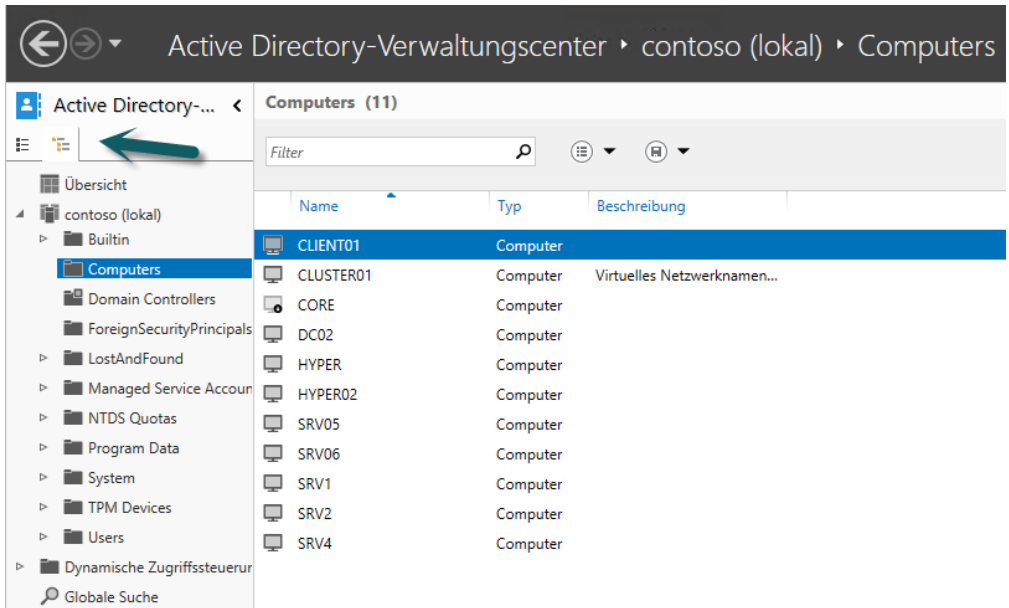 Active Directory-Verwaltungscenter ‣ contoso (lokal) ‣ Computers
Active Directory-...
Übersicht
contoso (lokal)
Builtin
Computers
Domain Controllers
ForeignSecurityPrincipals
LostAndFound
Managed Service Accoun
NTDS Quotas
Program Data
System
TPM Devices
Users
Dynamische Zugriffssteuerur
Globale Suche
Computers (11)
Filter
Name Typ Beschreibung
CLIENT01 Computer
CLUSTER01 Computer Virtuelles Netzwerknamen...
CORE Computer
DC02 Computer
HYPER Computer
HYPER02 Computer
SRV05 Computer
SRV06 Computer
SRV1 Computer
SRV2 Computer
SRV4 Computer